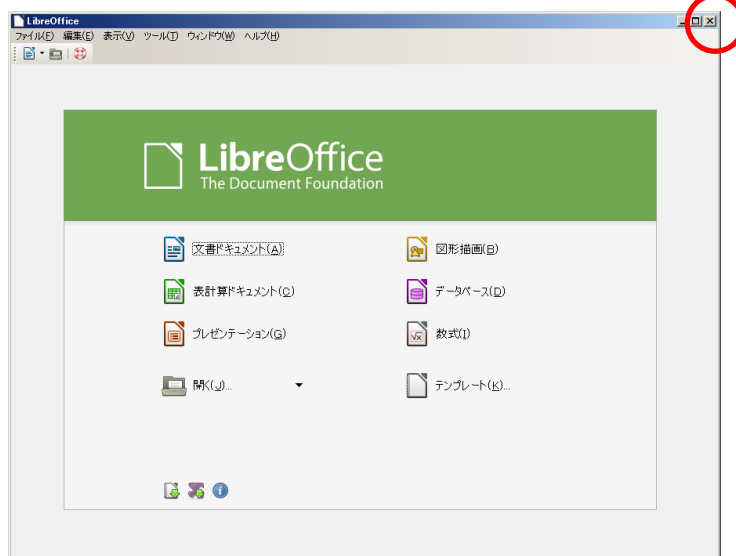 LibreOffice
ファイル(F) 編集(E) 表示(V) ツール(T) ウィンドウ(W) ヘルプ(H)
LibreOffice
The Document Foundation
文書ドキュメント(A)
図形描画(B)
表計算ドキュメント(C)
データベース(D)
プレゼンテーション(G)
数式(I)
開く(J)...
テンプレート(K)...